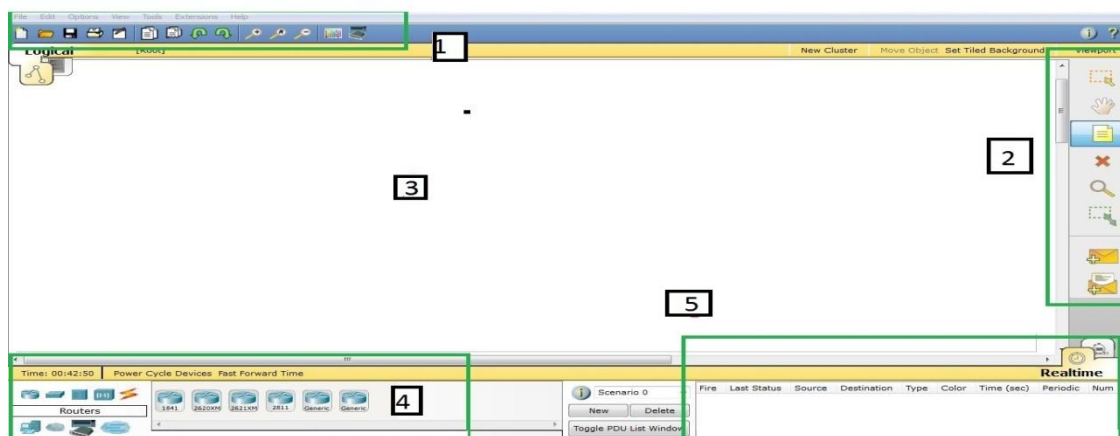 File Edit Options View Tools Extensions Help
1
Logical [Root] New Cluster Move Object Set Tiled Background Viewport
2
3
5
Time: 00:42:50 Power Cycle Devices Fast Forward Time Realtime
Scenario 0 Fire Last Status Source Destination Type Color Time (sec) Periodic Num
1841 2620XM 2621XM 2811 Generic Generic 4
Routers New Delete
Toggle PDU List Window